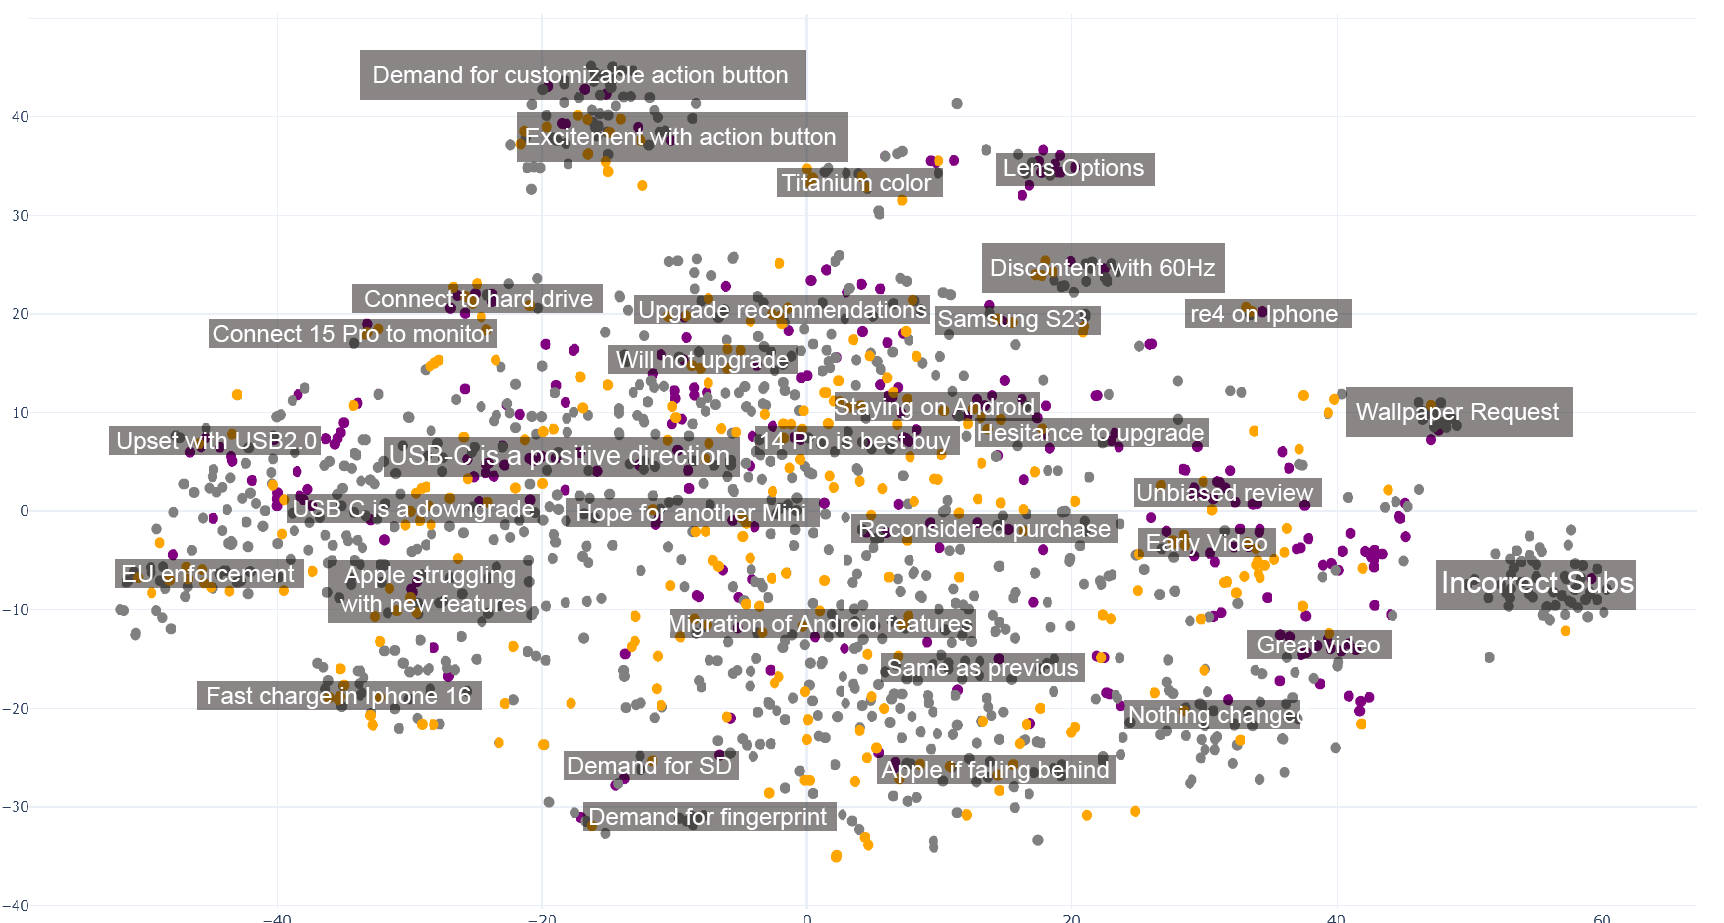 Demand for customizable action button
40
Excitement with action button
Titanium color
Lens Options
30
Discontent with 60Hz
Connect to hard drive
Upgrade recommendations
20
Samsung S23
re4 on Iphone
Connect 15 Pro to monitor
Will not upgrade
Staying on Android
10
Wallpaper Request
Upset with USB2.0
14 Pro is best buy
Hesitance to upgrade
USB-C is a positive direction
Unbiased review
USB C is a downgrade
Hope for another Mini
0
Reconsidered purchase
Early Video
EU enforcement
Apple struggling
with new features
Incorrect Subs
−10
Migration of Android features
Great video
Same as previous
Fast charge in Iphone 16
−20
Nothing changed
Demand for SD
Apple if falling behind
−30
Demand for fingerprint
−40
−40
−20
0
20
40
60